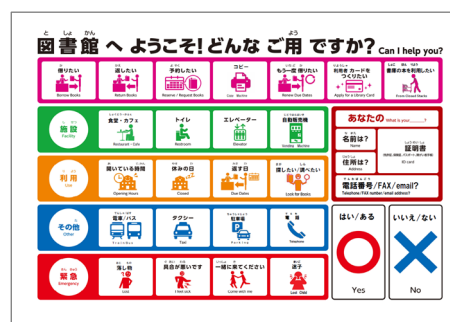 図書館へようこそ!どんなご用ですか? Can I help you?
借りたい
Borrow Books
返したい
Return Books
予約したい
Reserve / Request Books
コピー
Copy Machine
もう一度借りたい
Renew Due Dates
利用者カードを
つくりたい
Apply for a Library Card
書庫の本を利用したい
From Closed Stacks
施設
Facility
食堂・カフェ
Restaurant・Cafe
トイレ
Restroom
エレベーター
Elevator
自動販売機
Vending Machine
利用
Use
開いている時間
Opening Hours
休みの日
Closed
返す日
Due Dates
探したい/調べたい
Look for Books
その他
Other
電車/バス
Train/Bus
タクシー
Taxi
駐車場
Parking
電話
Telephone
緊急
Emergency
落し物
Lost
具合が悪いです
I feel sick
一緒に来てください
Come with me
迷子
Lost Child
あなたの What is your
名前は?
Name
住所は?
Address
証明書
ID card
電話番号/FAX/email?
Telephone/FAX number/email address?
はい/ある
Yes
いいえ/ない
No